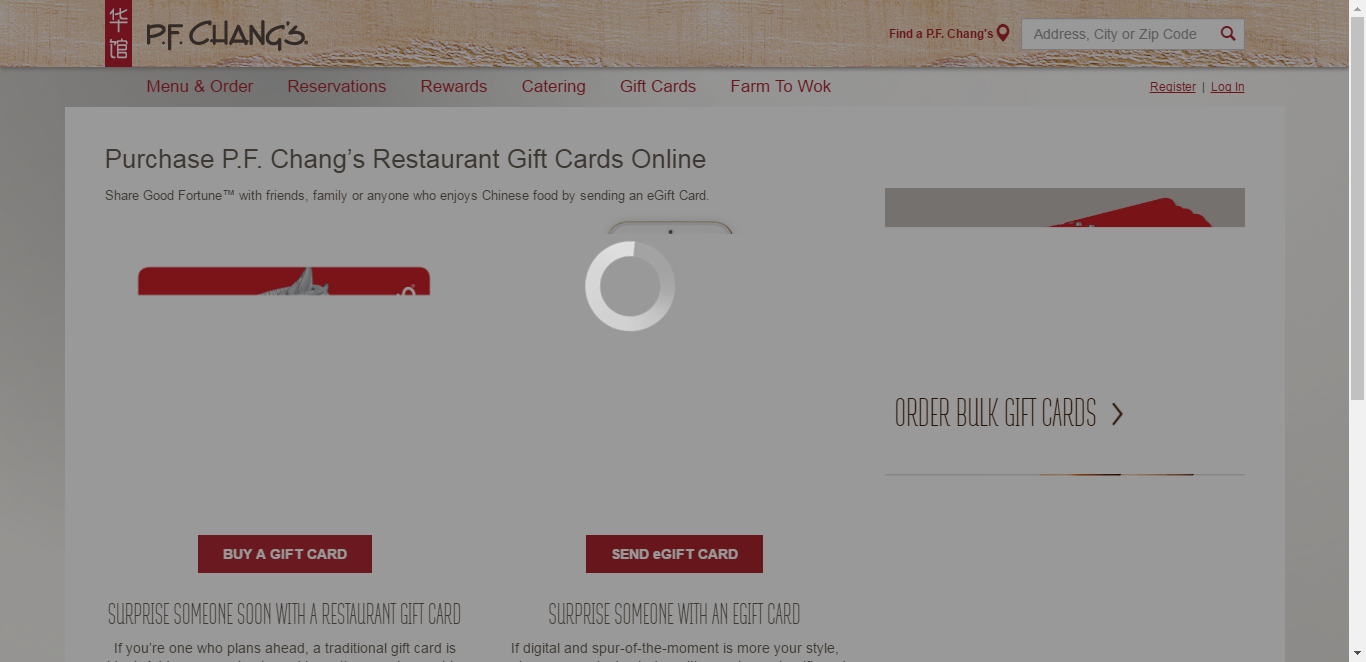 华
馆
P.F. CHANG'S.
Find a P.F. Chang's
Address, City or Zip Code
Menu & Order
Reservations
Rewards
Catering
Gift Cards
Farm To Wok
Register | Log In
Purchase P.F. Chang’s Restaurant Gift Cards Online
Share Good Fortune™ with friends, family or anyone who enjoys Chinese food by sending an eGift Card.
ORDER BULK GIFT CARDS
BUY A GIFT CARD
SEND eGIFT CARD
SURPRISE SOMEONE SOON WITH A RESTAURANT GIFT CARD
SURPRISE SOMEONE WITH AN EGIFT CARD
If you’re one who plans ahead, a traditional gift card is
If digital and spur-of-the-moment is more your style,